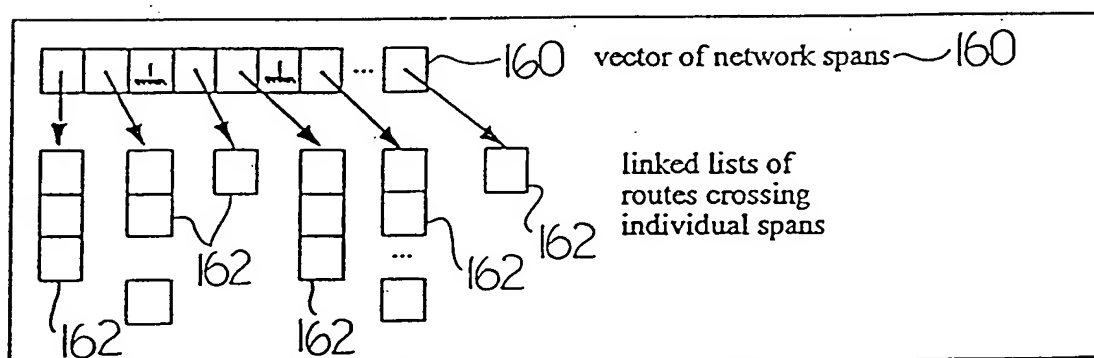 ... 160 vector of network spans 160
linked lists of
routes crossing
individual spans
162
162
...
162
162
162
162